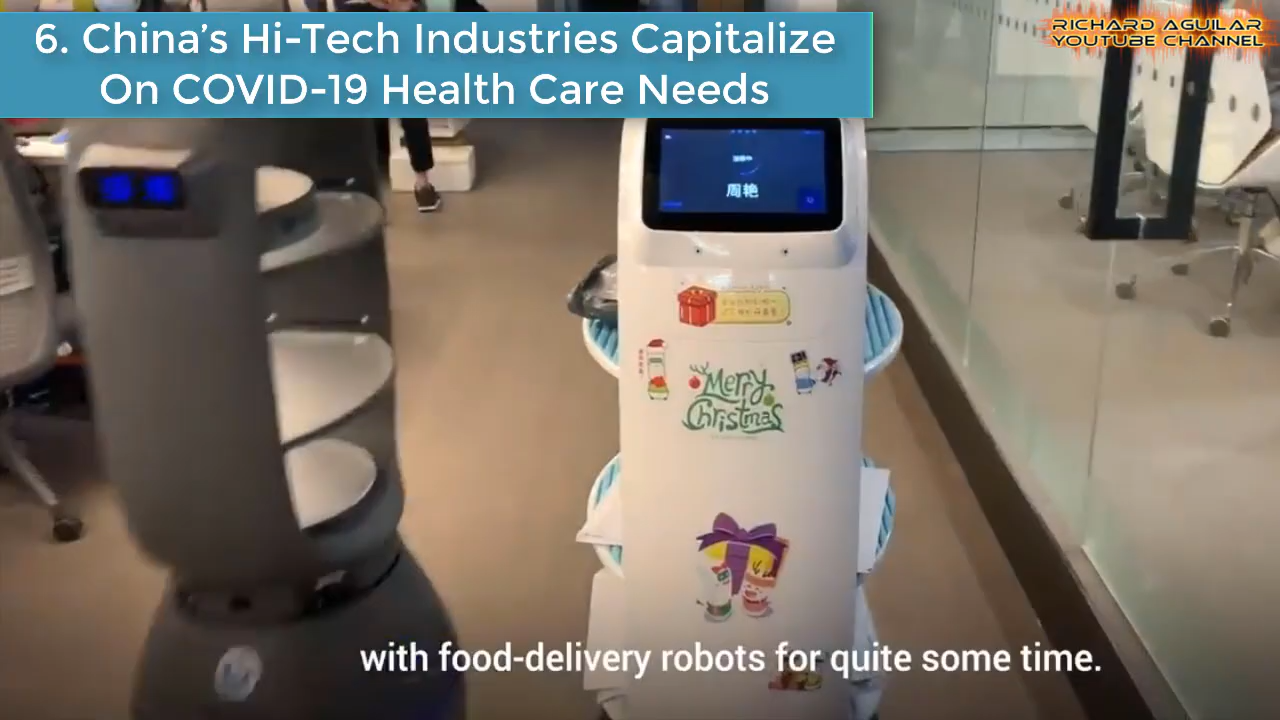 6. China's Hi-Tech Industries Capitalize
On COVID-19 Health Care Needs
RICHARD AGUILAR
YOUTUBE CHANNEL
周艳
Merry
Christmas
with food-delivery robots for quite some time.